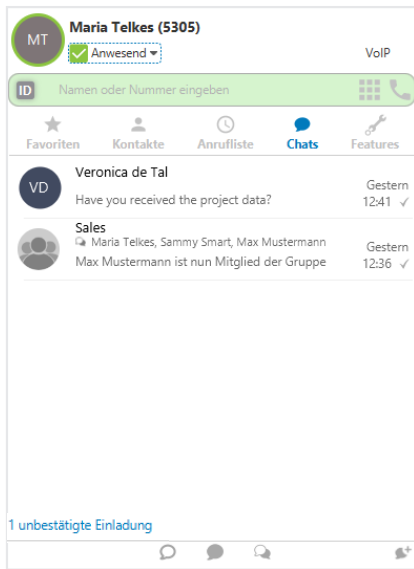 MT
Maria Telkes (5305)
Anwesend
VoIP
ID
Namen oder Nummer eingeben
Favoriten Kontakte Anrufliste Chats Features
VD
Veronica de Tal
Gestern
Have you received the project data?
12:41
Sales
Maria Telkes, Sammy Smart, Max Mustermann
Gestern
Max Mustermann ist nun Mitglied der Gruppe
12:36
1 unbestätigte Einladung